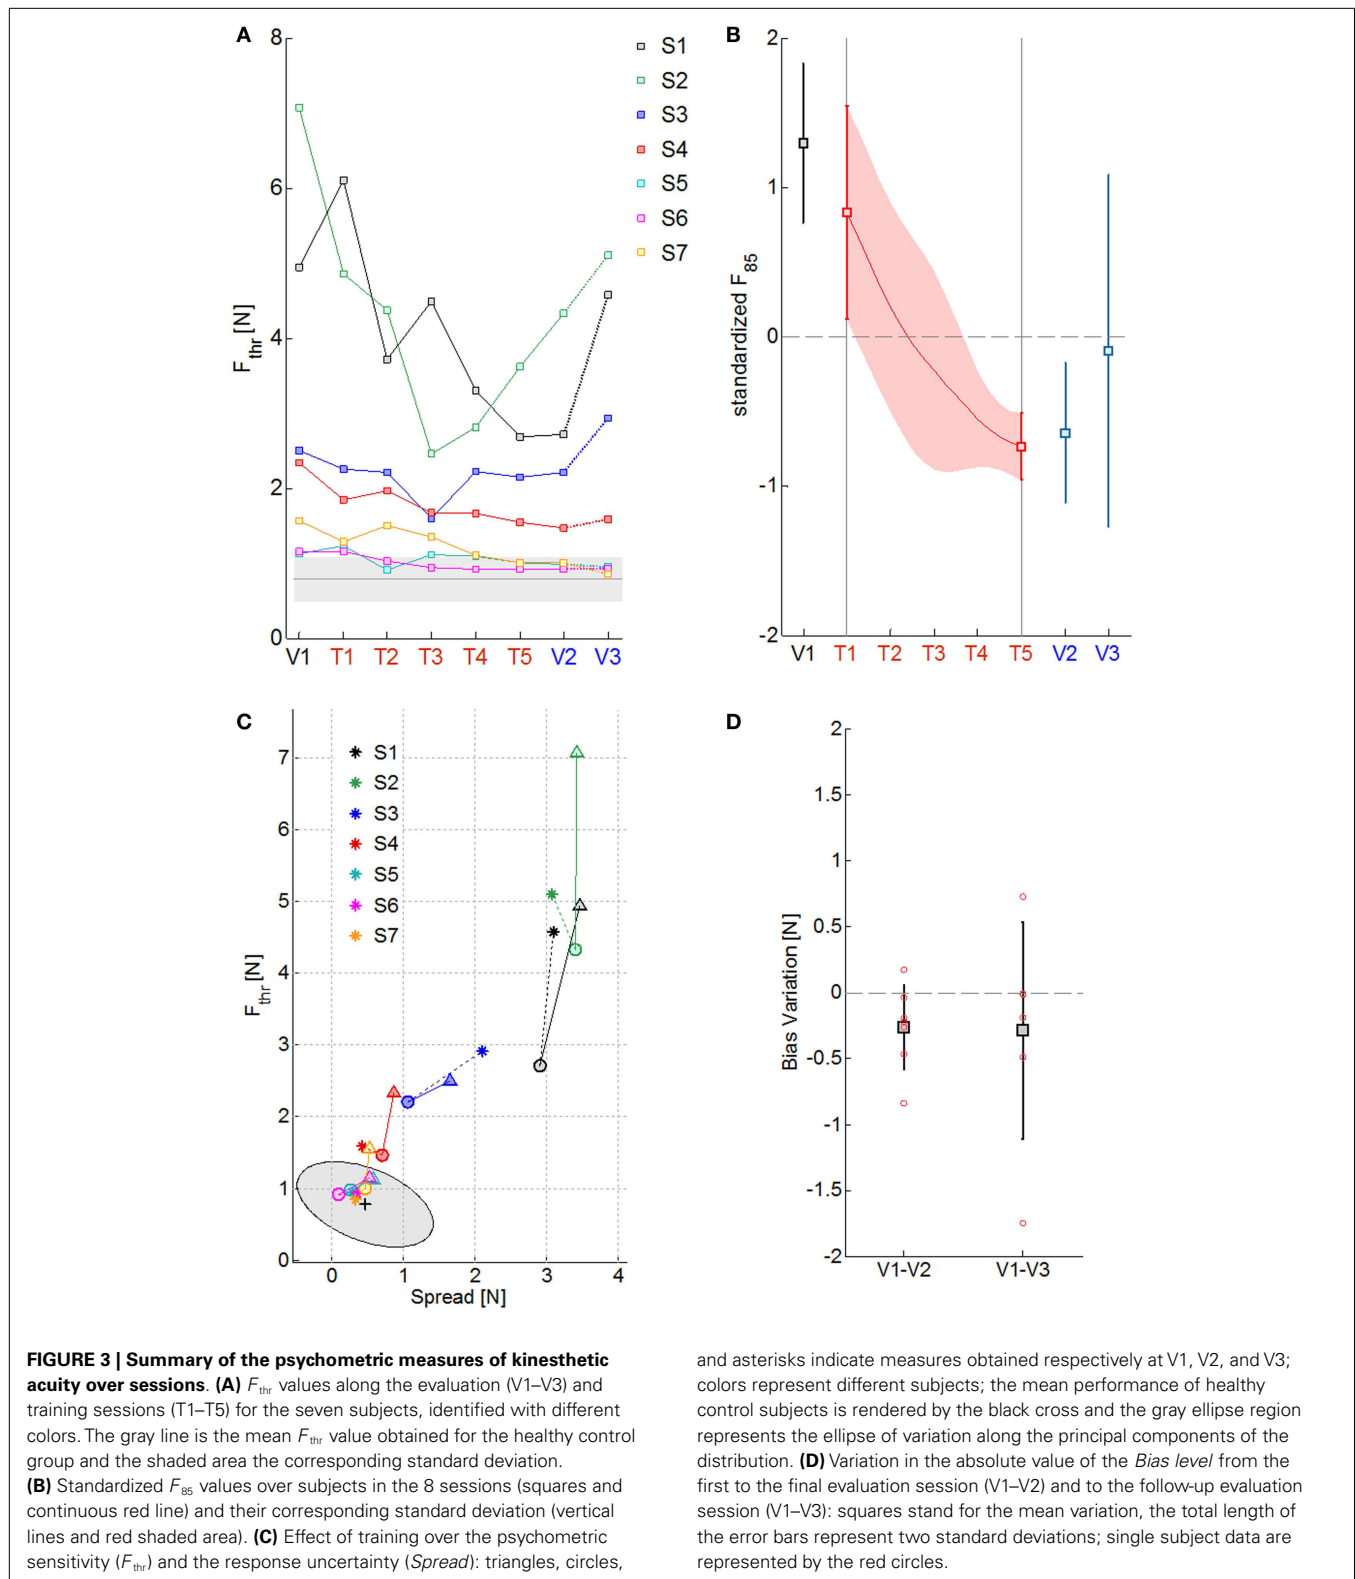 A
8
6
4
2
0
F thr [N]
V1 T1 T2 T3 T4 T5 V2 V3
S1
S2
S3
S4
S5
S6
S7
B
2
1
0
-1
-2
standardized F 85
V1 T1 T2 T3 T4 T5 V2 V3
C
7
6
5
4
3
2
1
0
F thr [N]
S1
S2
S3
S4
S5
S6
S7
0 1 2 3 4
Spread [N]
D
2
1.5
1
0.5
0
-0.5
-1
-1.5
-2
Bias Variation [N]
V1-V2 V1-V3
FIGURE 3 | Summary of the psychometric measures of kinesthetic
acuity over sessions. (A) Fthr values along the evaluation (V1–V3) and
training sessions (T1–T5) for the seven subjects, identified with different
colors. The gray line is the mean Fthr value obtained for the healthy control
group and the shaded area the corresponding standard deviation.
(B) Standardized F85 values over subjects in the 8 sessions (squares and
continuous red line) and their corresponding standard deviation (vertical
lines and red shaded area). (C) Effect of training over the psychometric
sensitivity (Fthr) and the response uncertainty (Spread): triangles, circles,
and asterisks indicate measures obtained respectively at V1, V2, and V3;
colors represent different subjects; the mean performance of healthy
control subjects is rendered by the black cross and the gray ellipse region
represents the ellipse of variation along the principal components of the
distribution. (D) Variation in the absolute value of the Bias level from the
first to the final evaluation session (V1–V2) and to the follow-up evaluation
session (V1–V3): squares stand for the mean variation, the total length of
the error bars represent two standard deviations; single subject data are
represented by the red circles.